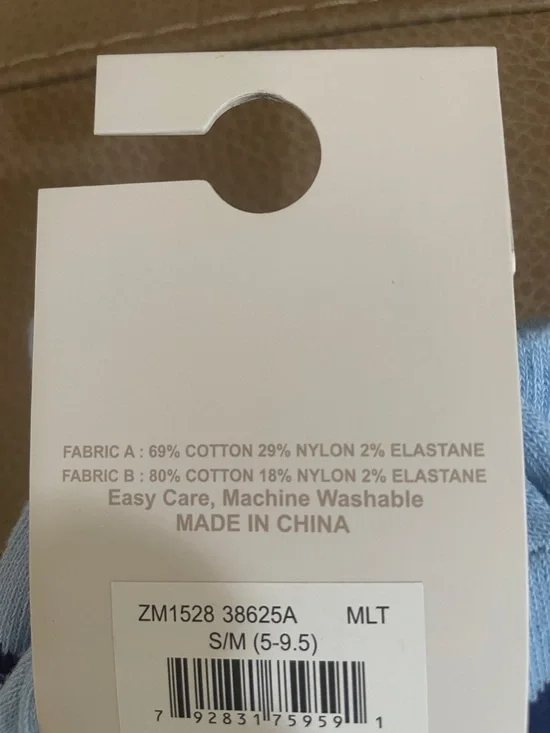 FABRIC A : 69% COTTON 29% NYLON 2% ELASTANE
FABRIC B : 80% COTTON 18% NYLON 2% ELASTANE
Easy Care, Machine Washable
MADE IN CHINA
ZM1528 38625A MLT
S/M (5-9.5)
7 92831 75959 1